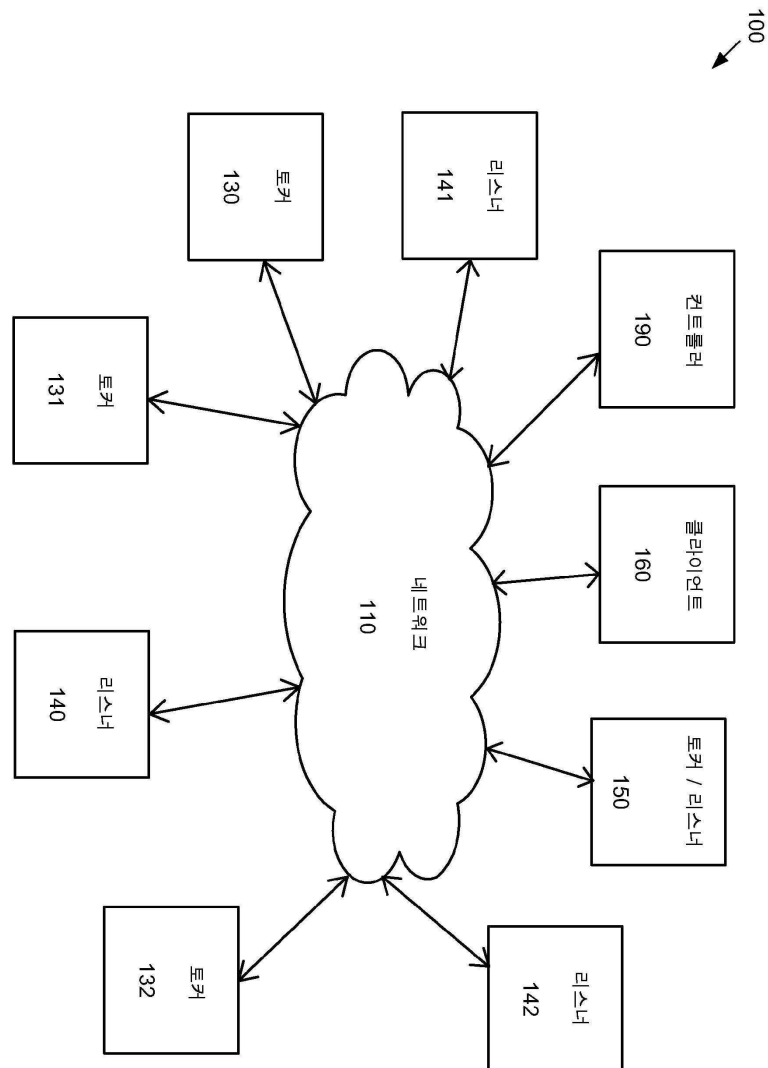 100
컨트롤러
190
클라이언트
160
토커 / 리스너
150
리스너
141
리스너
142
네트워크
110
토커
130
토커
132
토커
131
리스너
140